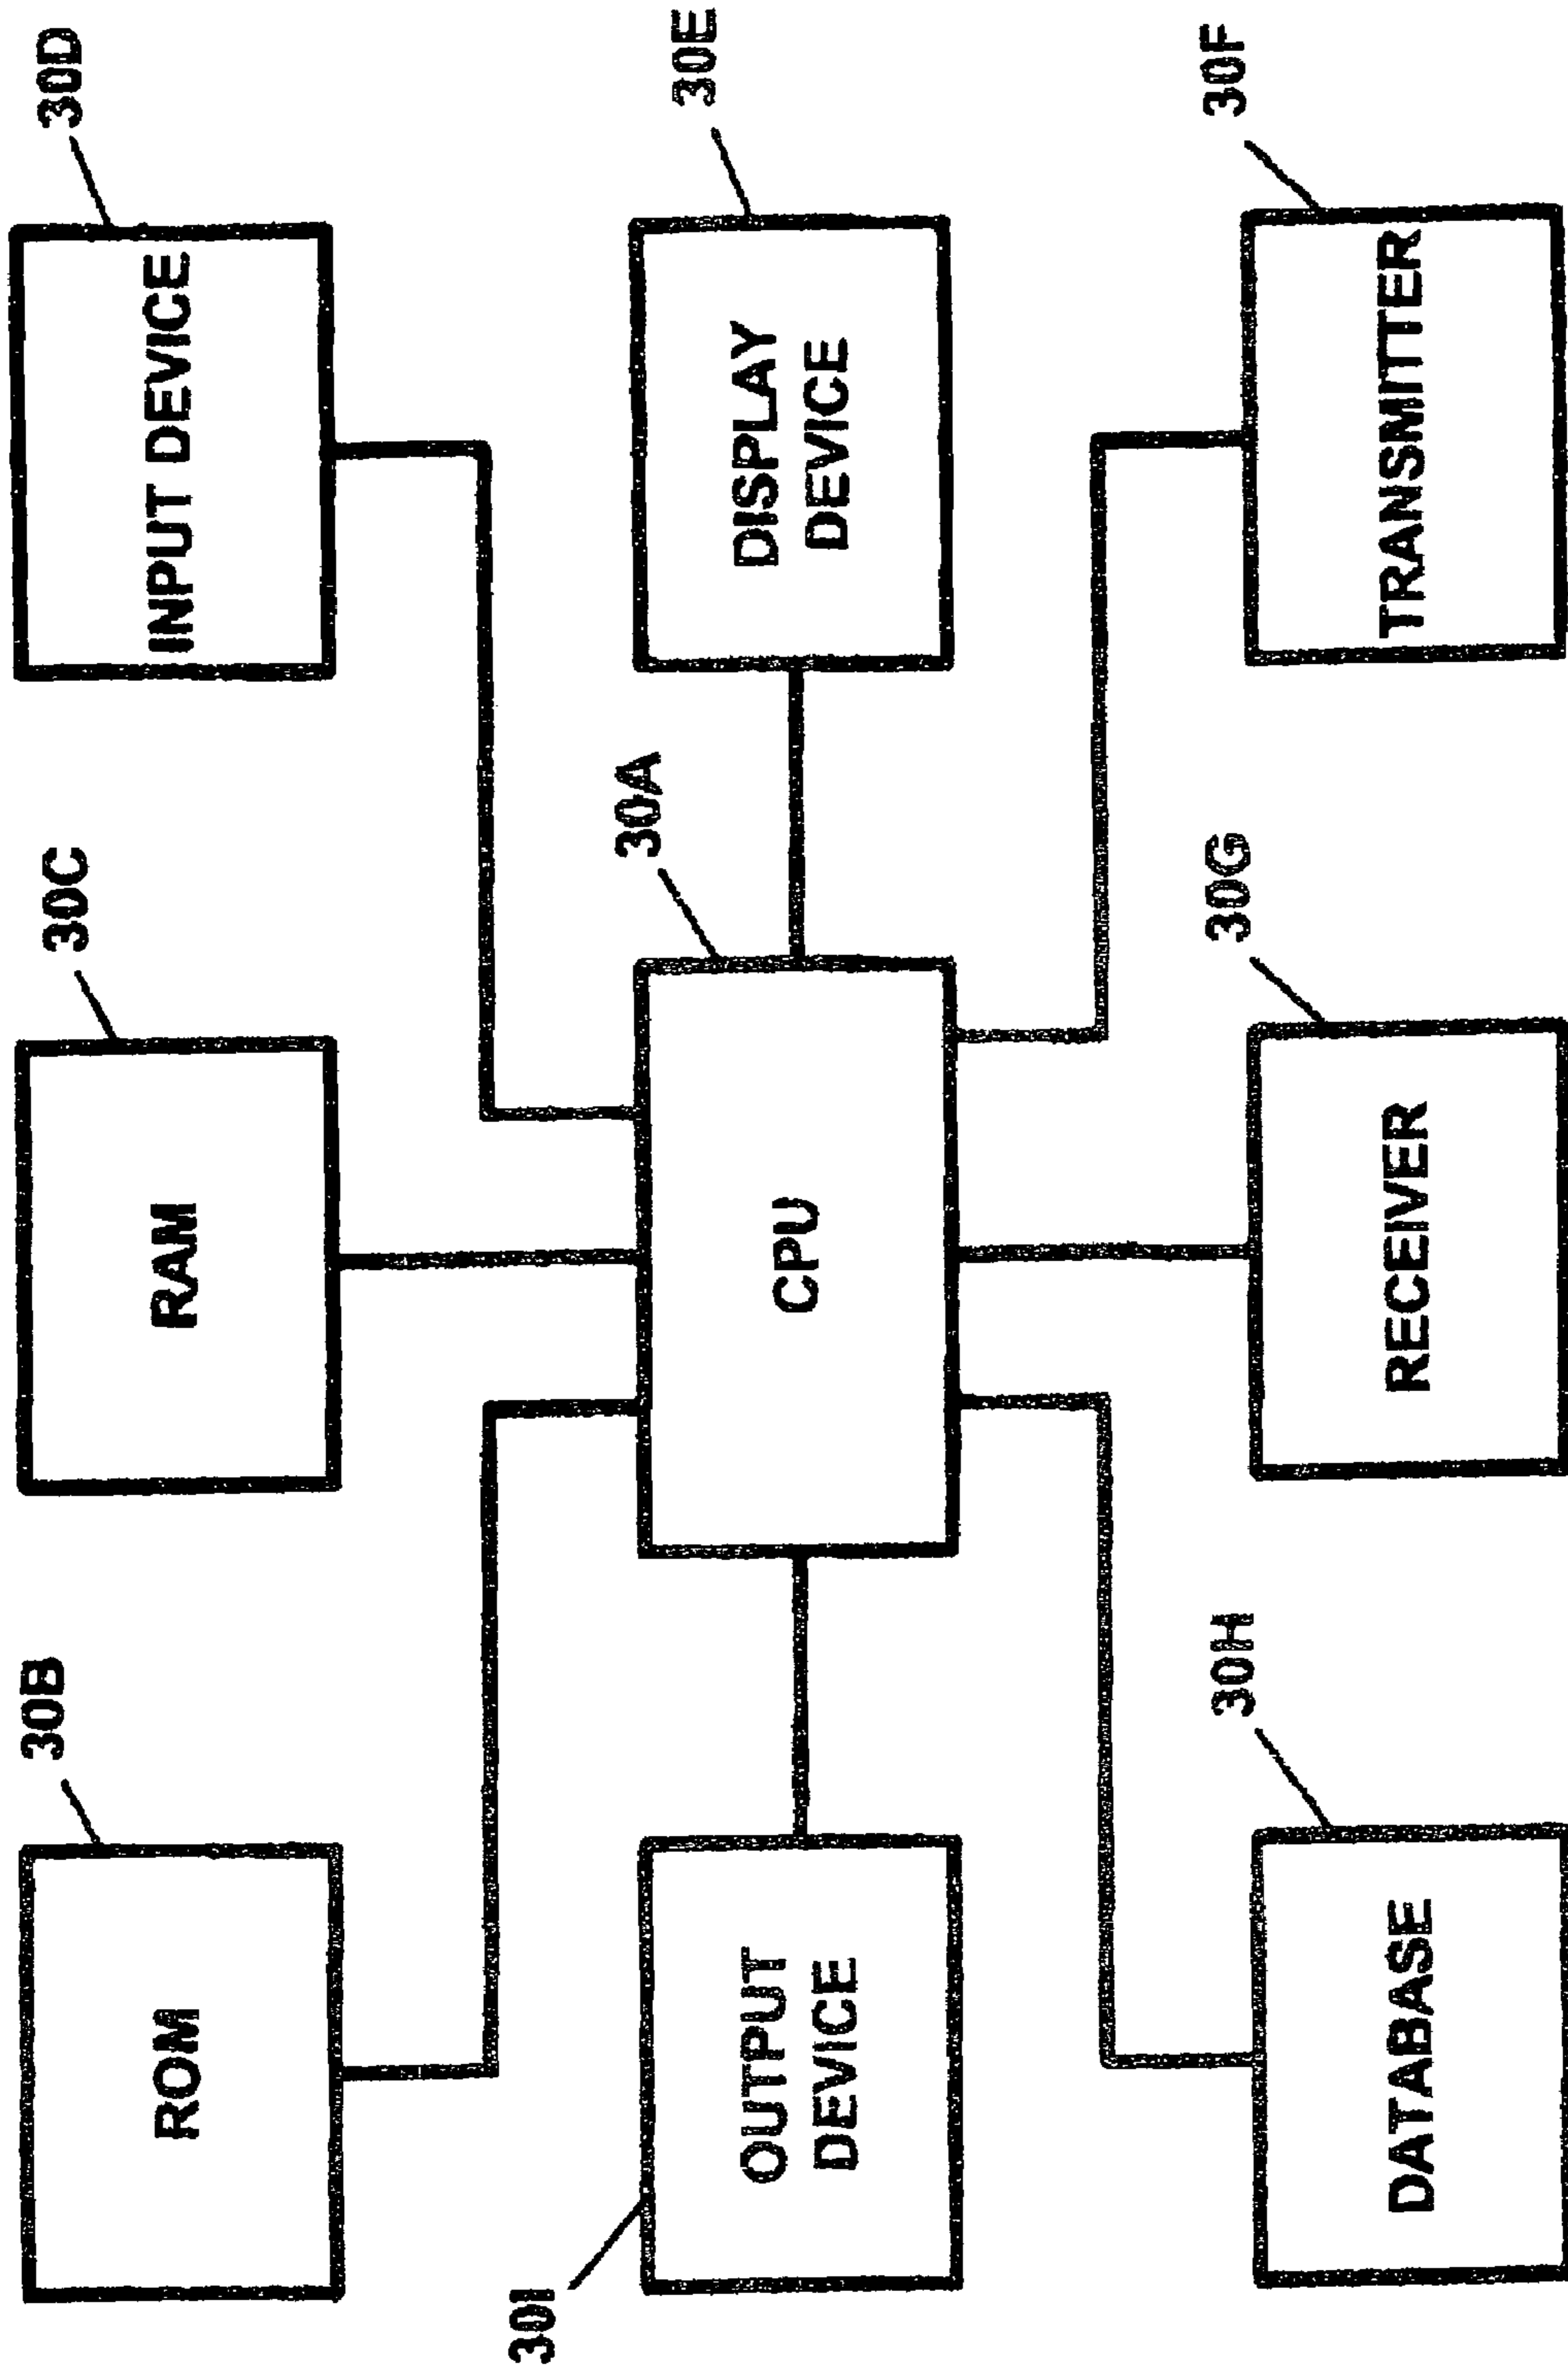 30B
30C
30D
ROM
RAM
INPUT DEVICE
30I
30A
30E
OUTPUT
DEVICE
CPU
DISPLAY
DEVICE
30H
30G
30F
DATABASE
RECEIVER
TRANSMITTER